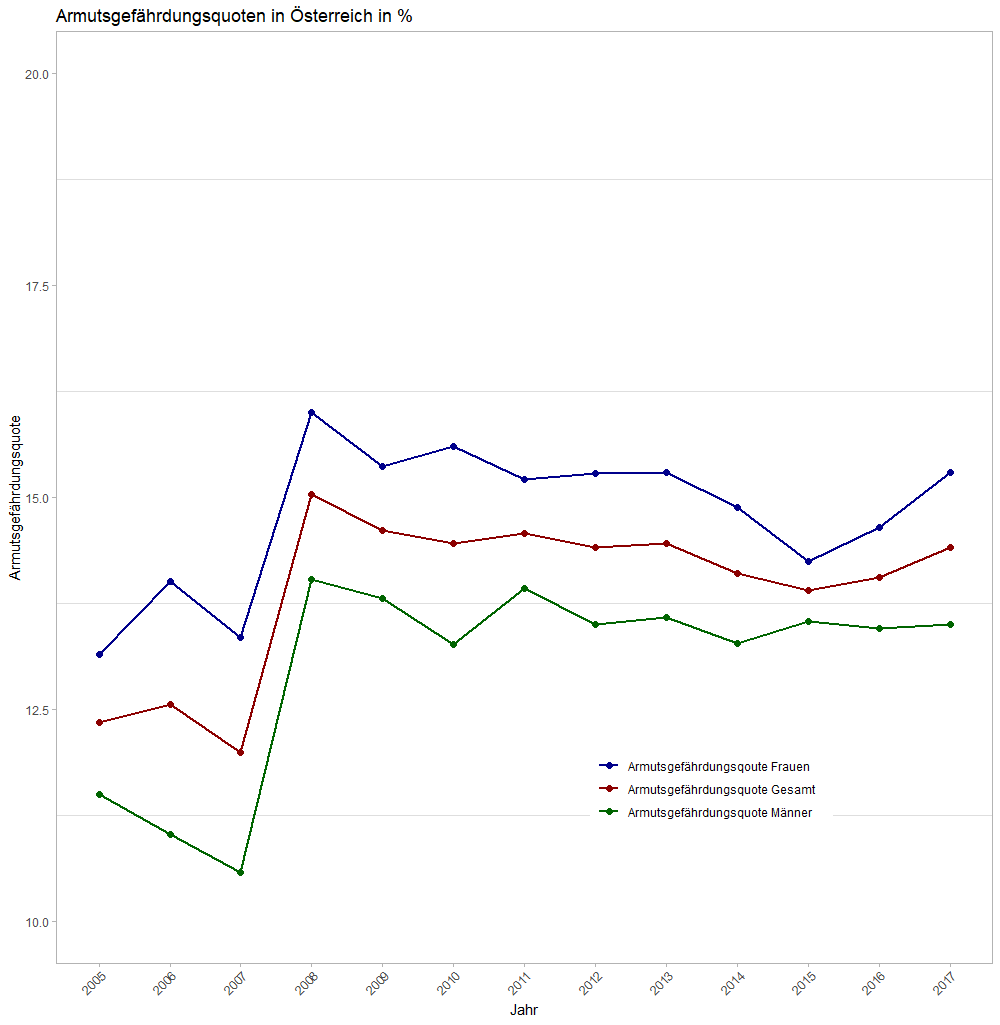 Armutsgefährdungsquoten in Österreich in %
20.0
17.5
15.0
12.5
10.0
Armutsgefährdungsquote
Armutsgefährdungsqoute Frauen
Armutsgefährdungsquote Gesamt
Armutsgefährdungsquote Männer
2005 2006 2007 2008 2009 2010 2011 2012 2013 2014 2015 2016 2017
Jahr